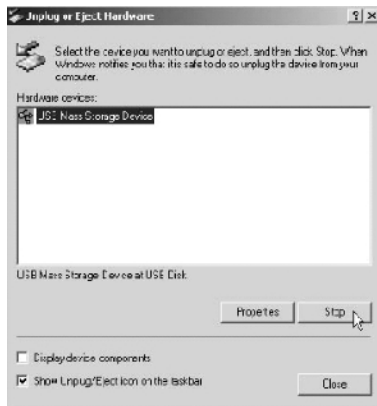 Unplug or Eject Hardware
Select the device you want to unplug or eject, and then click Stop. When
Windows notifies you that it is safe to do so unplug the device from your
computer.
Hardware devices:
USB Mass Storage Device
USB Mass Storage Device at USB Disk
Properties
Stop
Display device components
Show Unplug/Eject icon on the taskbar
Close